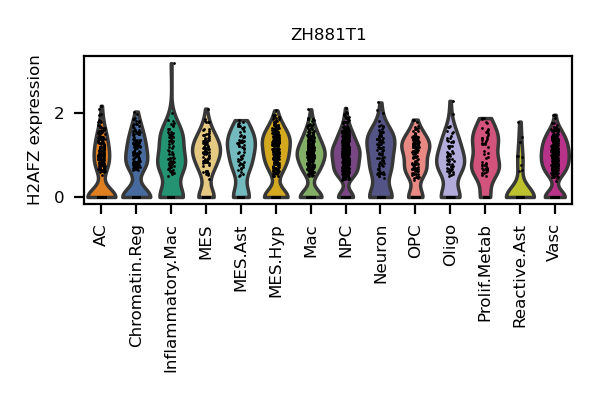 ZH881T1
H2AFZ expression
2
0
AC
Chromatin.Reg
Inflammatory.Mac
MES
MES.Ast
MES.Hyp
Mac
NPC
Neuron
OPC
Oligo
Prolif.Metab
Reactive.Ast
Vasc